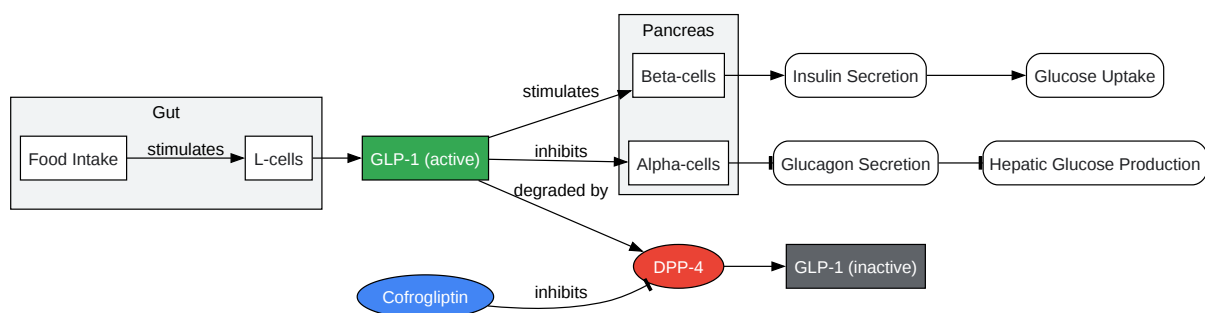 Pancreas
Beta-cells
Insulin Secretion
Glucose Uptake
stimulates
Gut
Food Intake
stimulates
L-cells
GLP-1 (active)
inhibits
Alpha-cells
Glucagon Secretion
Hepatic Glucose Production
degraded by
DPP-4
GLP-1 (inactive)
Cofrogliptin
inhibits